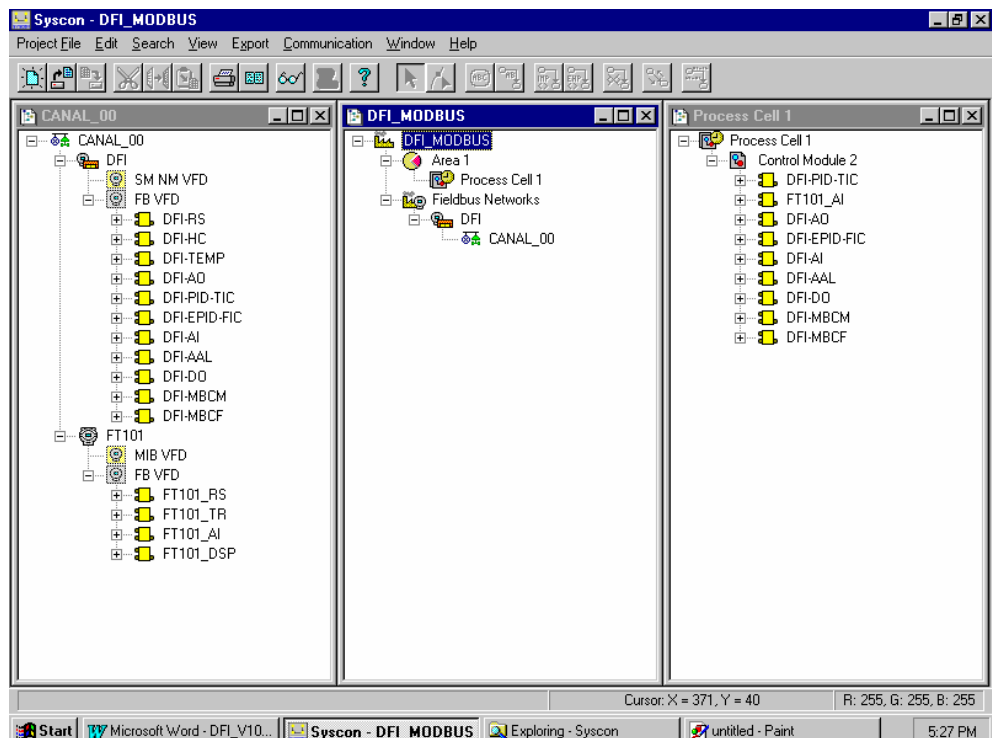 Syscon - DFI_MODBUS
Project File Edit Search View Export Communication Window Help
CANAL_00
CANAL_00
DFI
SM NM VFD
FB VFD
DFI-RS
DFI-HC
DFI-TEMP
DFI-AO
DFI-PID-TIC
DFI-EPID-FIC
DFI-AI
DFI-AAL
DFI-DO
DFI-MBCM
DFI-MBCF
FT101
MIB VFD
FB VFD
FT101_RS
FT101_TR
FT101_AI
FT101_DSP
DFI_MODBUS
DFI_MODBUS
Area 1
Process Cell 1
Fieldbus Networks
DFI
CANAL_00
Process Cell 1
Process Cell 1
Control Module 2
DFI-PID-TIC
FT101_AI
DFI-AO
DFI-EPID-FIC
DFI-AI
DFI-AAL
DFI-DO
DFI-MBCM
DFI-MBCF
Cursor: X = 371, Y = 40
R: 255, G: 255, B: 255
Start
Microsoft Word - DFI_V10...
Syscon - DFI_MODBUS
Exploring - Syscon
untitled - Paint
5:27 PM